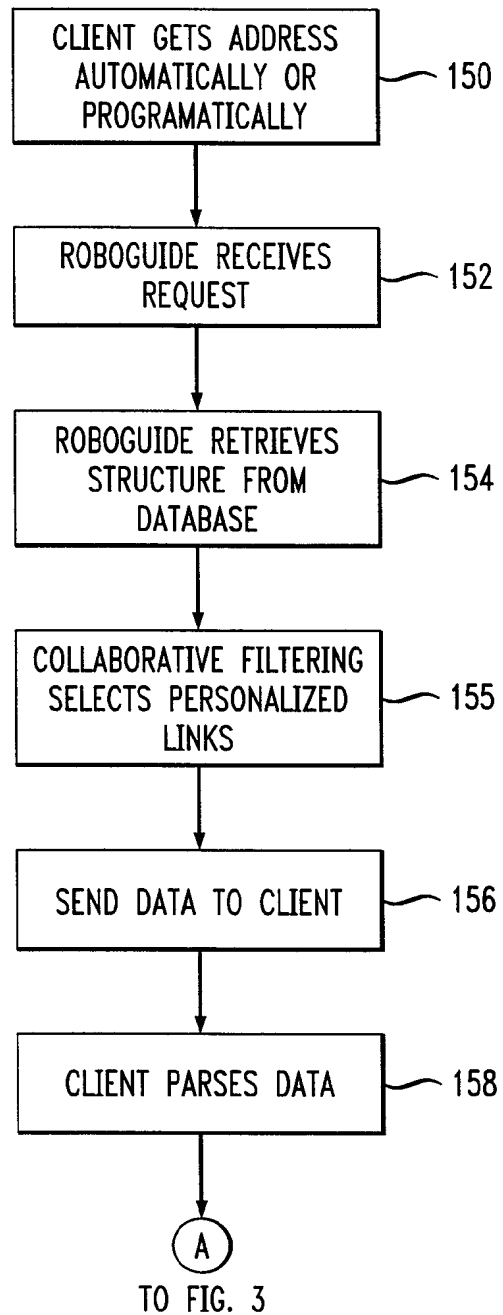 CLIENT GETS ADDRESS
AUTOMATICALLY OR
PROGRAMATICALLY
150
ROBOGUIDE RECEIVES
REQUEST
152
ROBOGUIDE RETRIEVES
STRUCTURE FROM
DATABASE
154
COLLABORATIVE FILTERING
SELECTS PERSONALIZED
LINKS
155
SEND DATA TO CLIENT
156
CLIENT PARSES DATA
158
A
TO FIG. 3